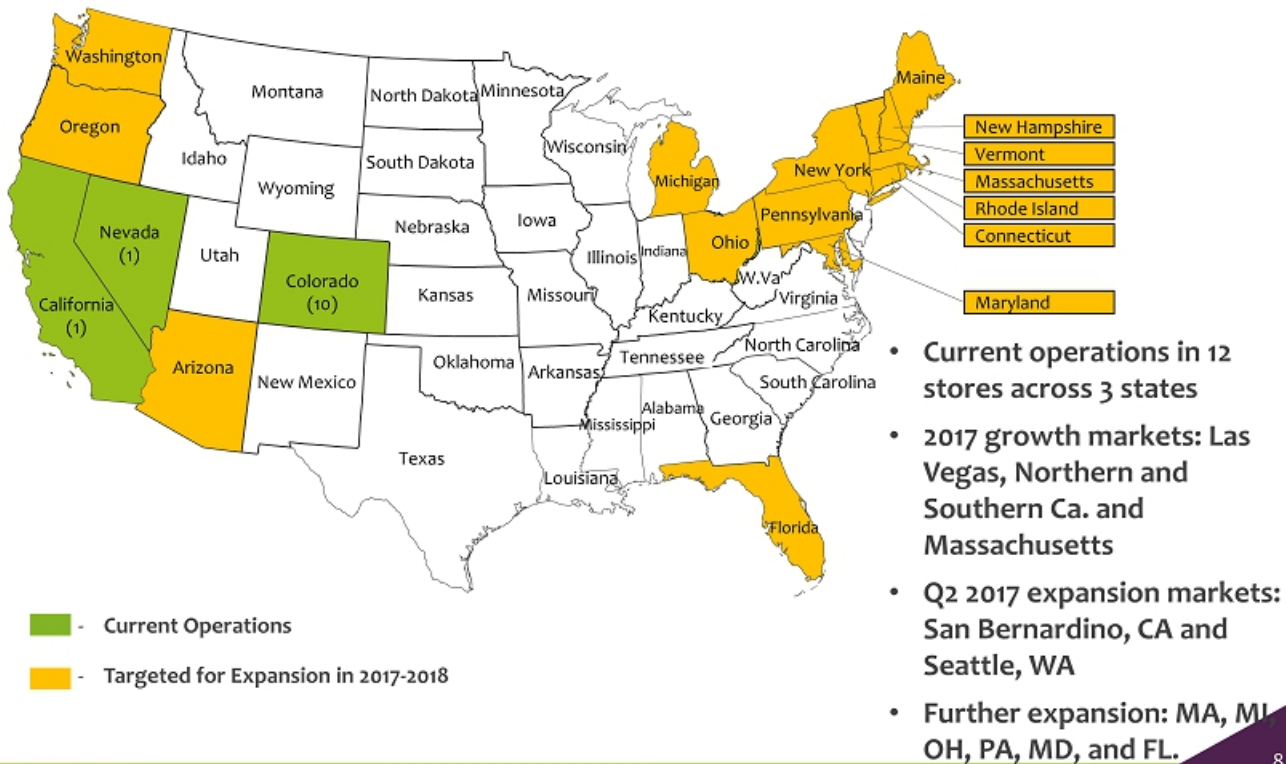 Washington
Montana
North Dakota
Minnesota
Maine
Oregon
Idaho
Wisconsin
South Dakota
Wyoming
Michigan
New York
New Hampshire
Vermont
Massachusetts
Rhode Island
Connecticut
Nevada
(1)
Utah
Nebraska
Iowa
Pennsylvania
Ohio
Illinois
Indiana
Colorado
(10)
California
(1)
Kansas
Missouri
W.Va
Virginia
Kentucky
Maryland
Arizona
New Mexico
Oklahoma
Arkansas
Tennessee
North Carolina
South Carolina
Mississippi
Alabama
Georgia
Texas
Louisiana
Florida
- Current Operations
- Targeted for Expansion in 2017-2018
• Current operations in 12
stores across 3 states
• 2017 growth markets: Las
Vegas, Northern and
Southern Ca. and
Massachusetts
• Q2 2017 expansion markets:
San Bernardino, CA and
Seattle, WA
• Further expansion: MA, MI,
OH, PA, MD, and FL.
8